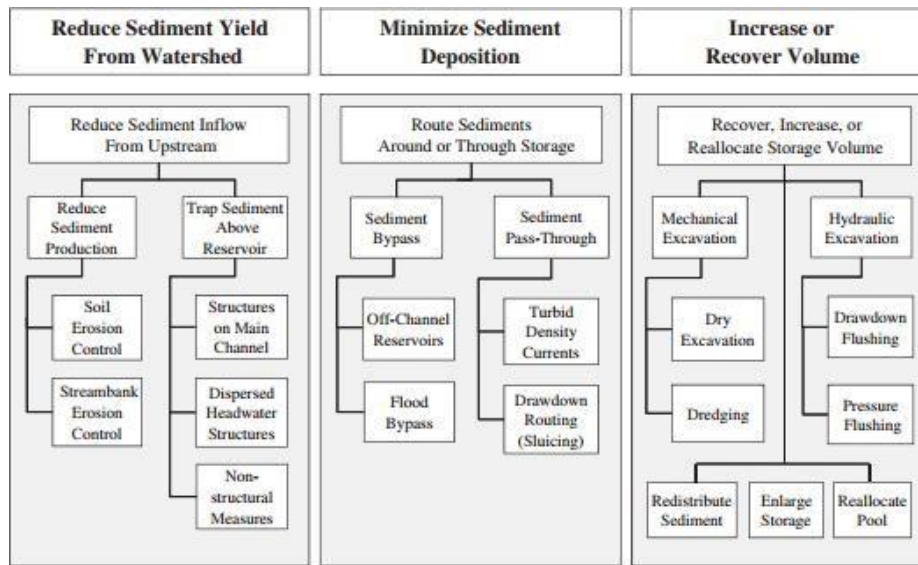 Reduce Sediment Yield
From Watershed
Minimize Sediment
Deposition
Increase or
Recover Volume
Reduce Sediment Inflow
From Upstream
Reduce
Sediment
Production
Trap Sediment
Above
Reservoir
Soil
Erosion
Control
Streambank
Erosion
Control
Structures
on Main
Channel
Dispersed
Headwater
Structures
Non-
structural
Measures
Route Sediments
Around or Through Storage
Sediment
Bypass
Sediment
Pass-Through
Off-Channel
Reservoirs
Flood
Bypass
Turbid
Density
Currents
Drawdown
Routing
(Sluicing)
Recover, Increase, or
Reallocate Storage Volume
Mechanical
Excavation
Hydraulic
Excavation
Dry
Excavation
Dredging
Drawdown
Flushing
Pressure
Flushing
Redistribute
Sediment
Enlarge
Storage
Reallocate
Pool